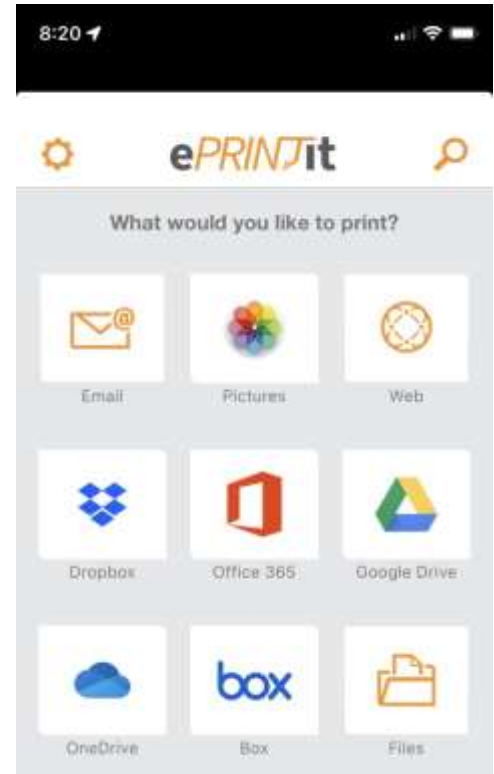 8:20
ePRINTit
What would you like to print?
Email Pictures Web
Dropbox Office 365 Google Drive
box
OneDrive Box Files